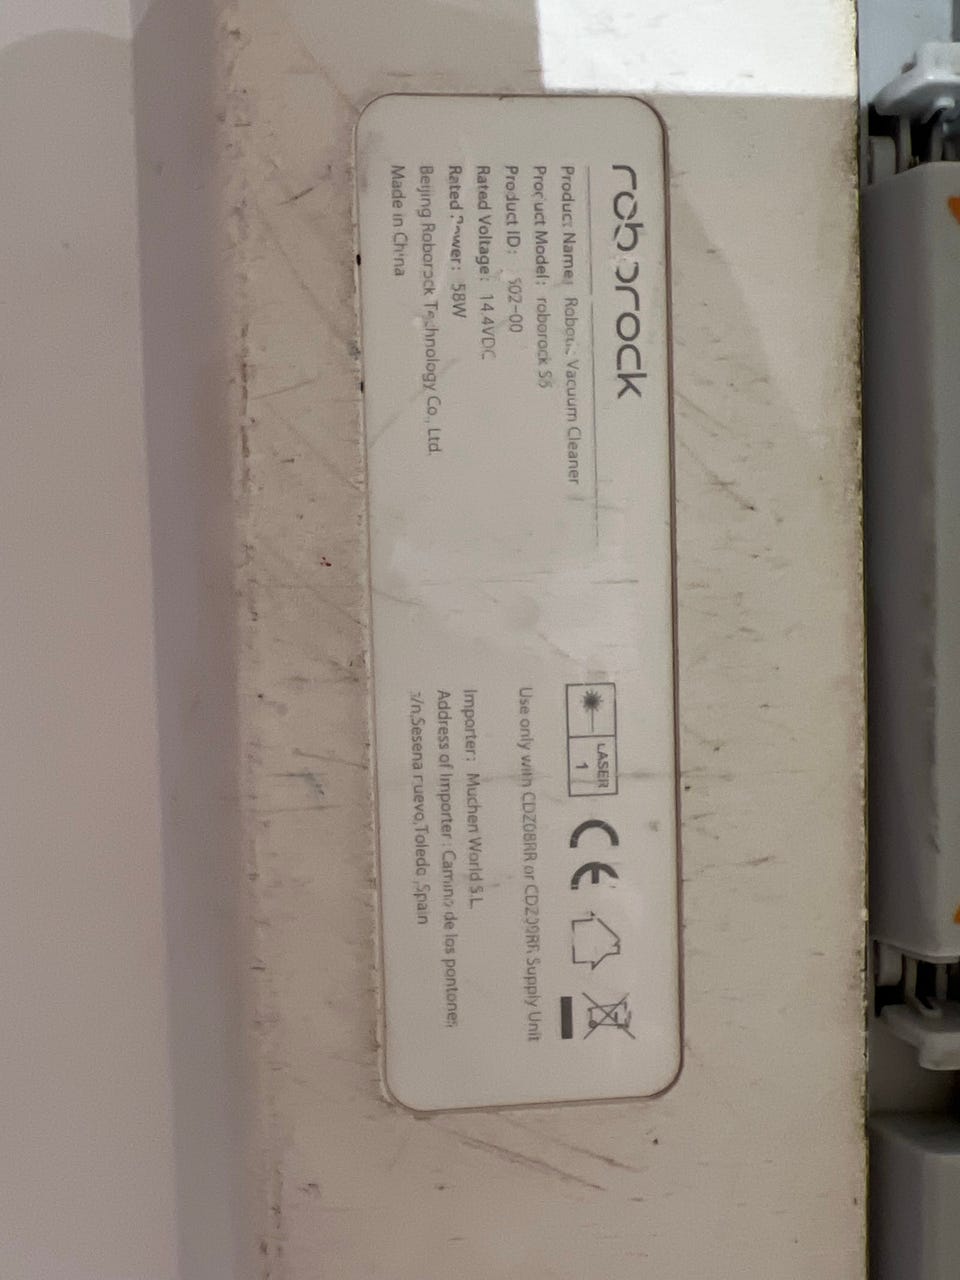 roborock
Product Name: Robotic Vacuum Cleaner
Product Model: roborock
Product ID: S02-00
Rated Voltage: 14.4VDC
Rated Power: 58W
Beijing Roborock Technology Co., Ltd.
Made in China
LASER
1
CE
Use only with CDZ08RR or CDZ09RR Supply Unit
Importer: Muchen World S.L
Address of Importer: Camino de los pontones
s/n,Sesena nuevo,Toledo ,Spain